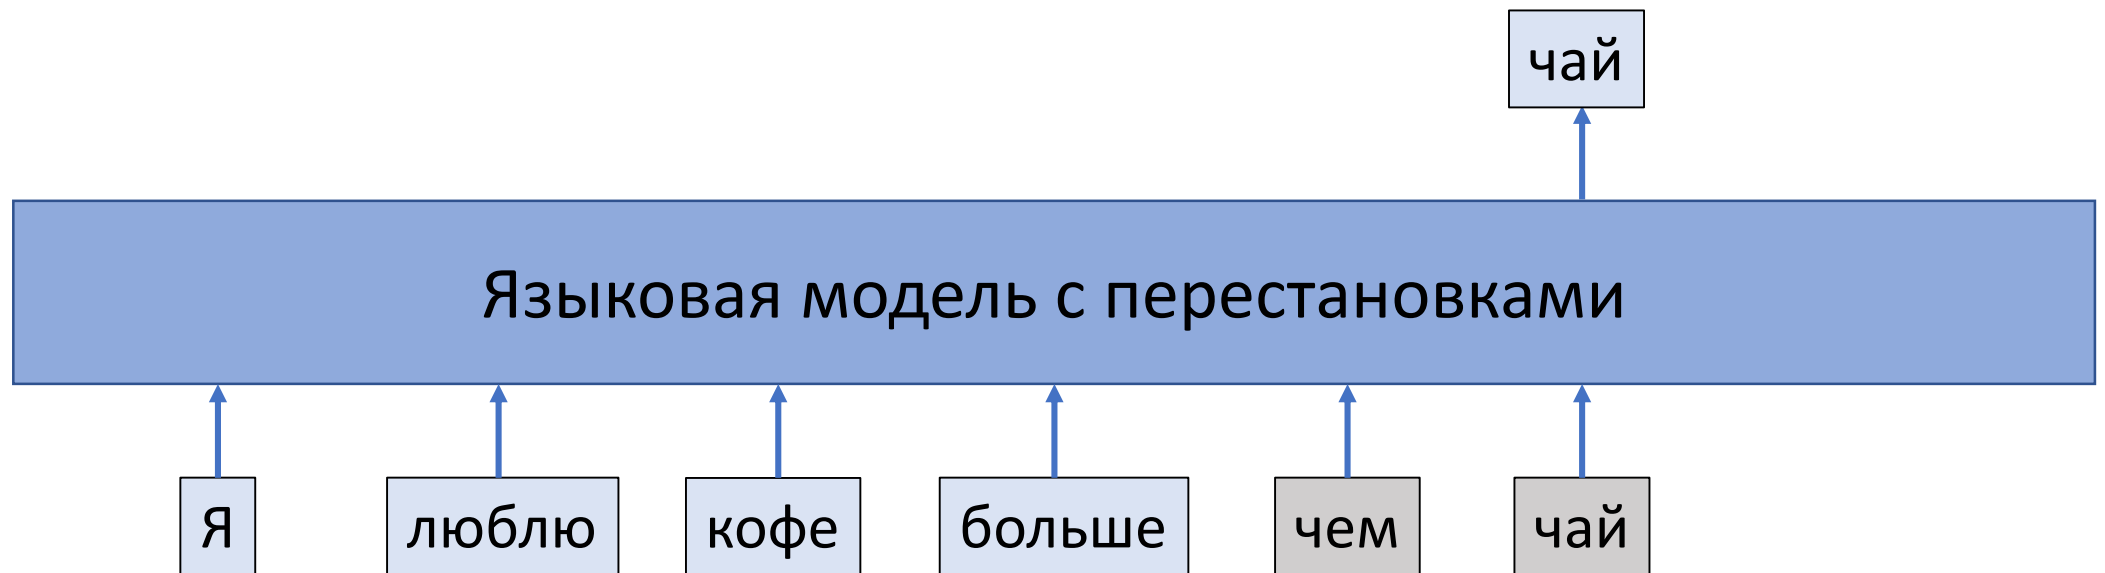 чай
Языковая модель с перестановками
Я люблю кофе больше чем чай